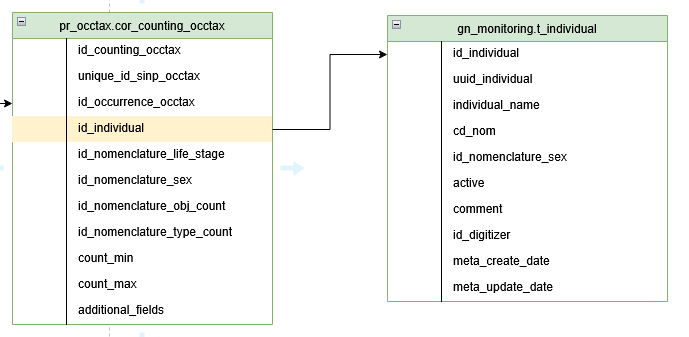 pr_occtax.cor_counting_occtax
id_counting_occtax
unique_id_sinp_occtax
id_occurrence_occtax
id_individual
id_nomenclature_life_stage
id_nomenclature_sex
id_nomenclature_obj_count
id_nomenclature_type_count
count_min
count_max
additional_fields
gn_monitoring.t_individual
id_individual
uuid_individual
individual_name
cd_nom
id_nomenclature_sex
active
comment
id_digitizer
meta_create_date
meta_update_date